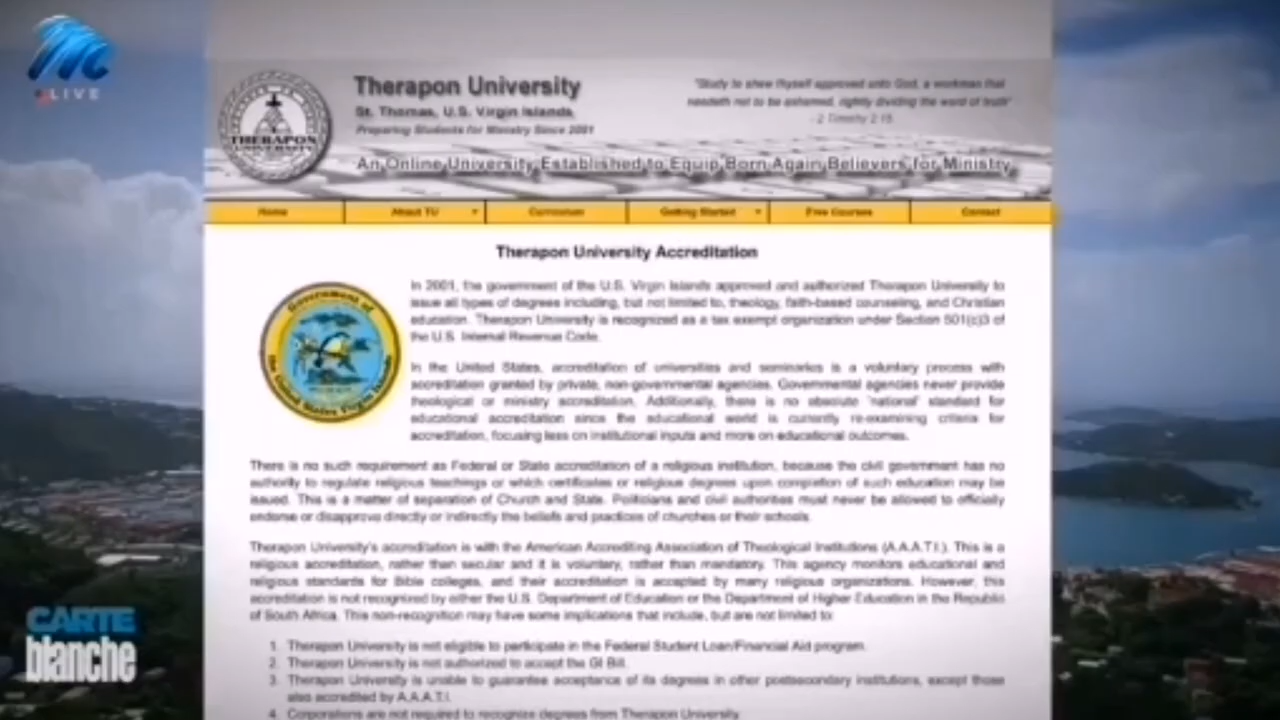 M
LIVE
Therapon University
St. Thomas, U.S. Virgin Islands
Preparing Students for Ministry Since 2001
"Study to shew thyself approved unto God, a workman that
needeth not to be ashamed, rightly dividing the word of truth"
- 2 Timothy 2:15
THERAPON
UNIVERSITY
An Online University Established to Equip Born Again Believers for Ministry
Home About TU Curriculum Getting Started Free Courses Contact
Therapon University Accreditation
Government of
the United States Virgin Islands
In 2001, the government of the U.S. Virgin Islands approved and authorized Therapon University to
issue all types of degrees including, but not limited to, theology, faith-based counseling, and Christian
education. Therapon University is recognized as a tax exempt organization under Section 501(c)3 of
the U.S. Internal Revenue Code.
In the United States, accreditation of universities and seminaries is a voluntary process with
accreditation granted by private, non-governmental agencies. Governmental agencies never provide
theological or ministry accreditation. Additionally, there is no absolute 'national' standard for
educational accreditation since the educational world is currently re-examining criteria for
accreditation, focusing less on institutional inputs and more on educational outcomes.
There is no such requirement as Federal or State accreditation of a religious institution, because the civil government has no
authority to regulate religious teachings or which certificates or religious degrees upon completion of such education may be
issued. This is a matter of separation of Church and State. Politicians and civil authorities must never be allowed to officially
endorse or disapprove directly or indirectly the beliefs and practices of churches or their schools.
Therapon University's accreditation is with the American Accrediting Association of Theological Institutions (A.A.A.T.I.). This is a
religious accreditation, rather than secular and it is voluntary, rather than mandatory. This agency monitors educational and
religious standards for Bible colleges, and their accreditation is accepted by many religious organizations. However, this
accreditation is not recognized by either the U.S. Department of Education or the Department of Higher Education in the Republic
of South Africa. This non-recognition may have some implications that include, but are not limited to:
1. Therapon University is not eligible to participate in the Federal Student Loan/Financial Aid program.
2. Therapon University is not authorized to accept the GI Bill.
3. Therapon University is unable to guarantee acceptance of its degrees in other postsecondary institutions, except those
also accredited by A.A.A.T.I.
4. Corporations are not required to recognize degrees from Therapon University.
CARTE
blanche